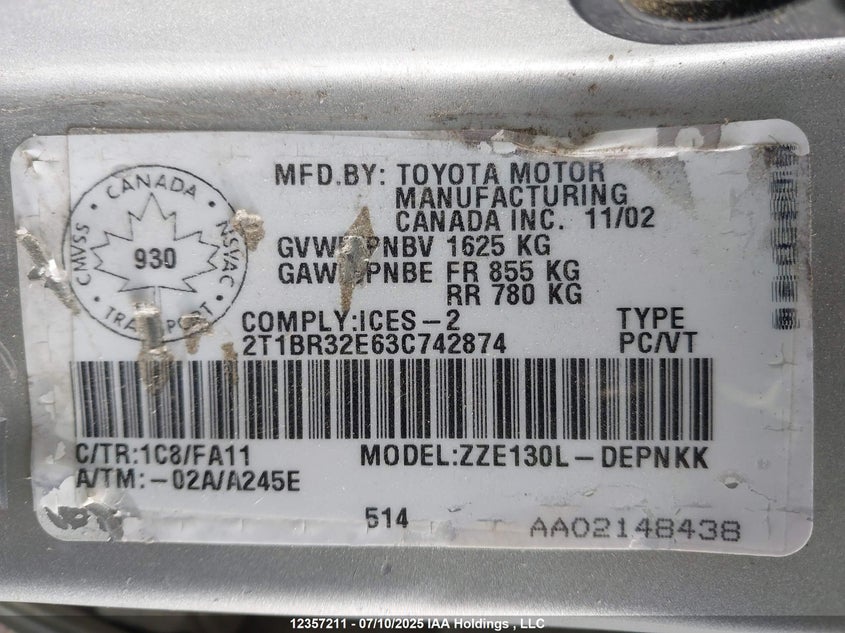 MFD.BY: TOYOTA MOTOR
MANUFACTURING
CANADA INC. 11/02
GVW PNBV 1625 KG
GAW PNBE FR 855 KG
RR 780 KG
CANADA
CMVSS
NSVAC
930
TRANSPORT
COMPLY:ICES-2 TYPE
2T1BR32E63C742874 PC/VT
C/TR:1C8/FA11 MODEL:ZZE130L-DEPNKK
A/TM:-02A/A245E
514
AA02148438
12357211 - 07/10/2025 IAA Holdings , LLC